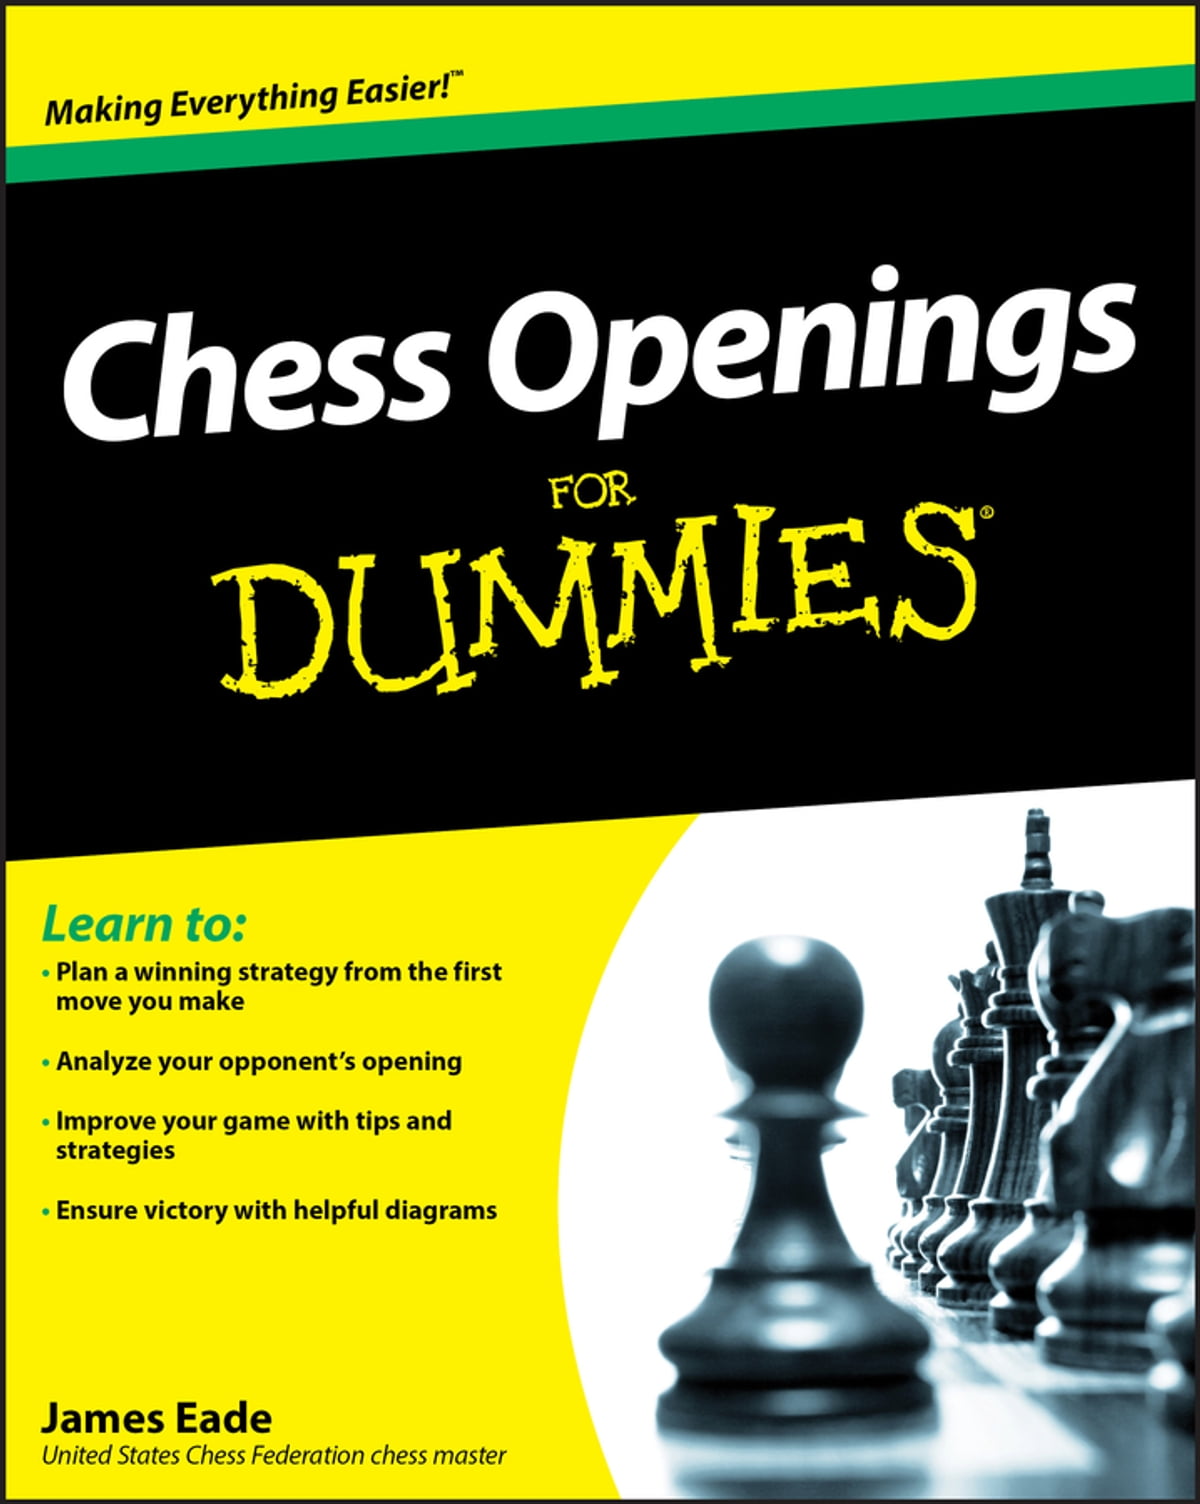 Making Everything Easier!™
Chess Openings
FOR
DUMMIES®
Learn to:
• Plan a winning strategy from the first
move you make
• Analyze your opponent's opening
• Improve your game with tips and
strategies
• Ensure victory with helpful diagrams
James Eade
United States Chess Federation chess master